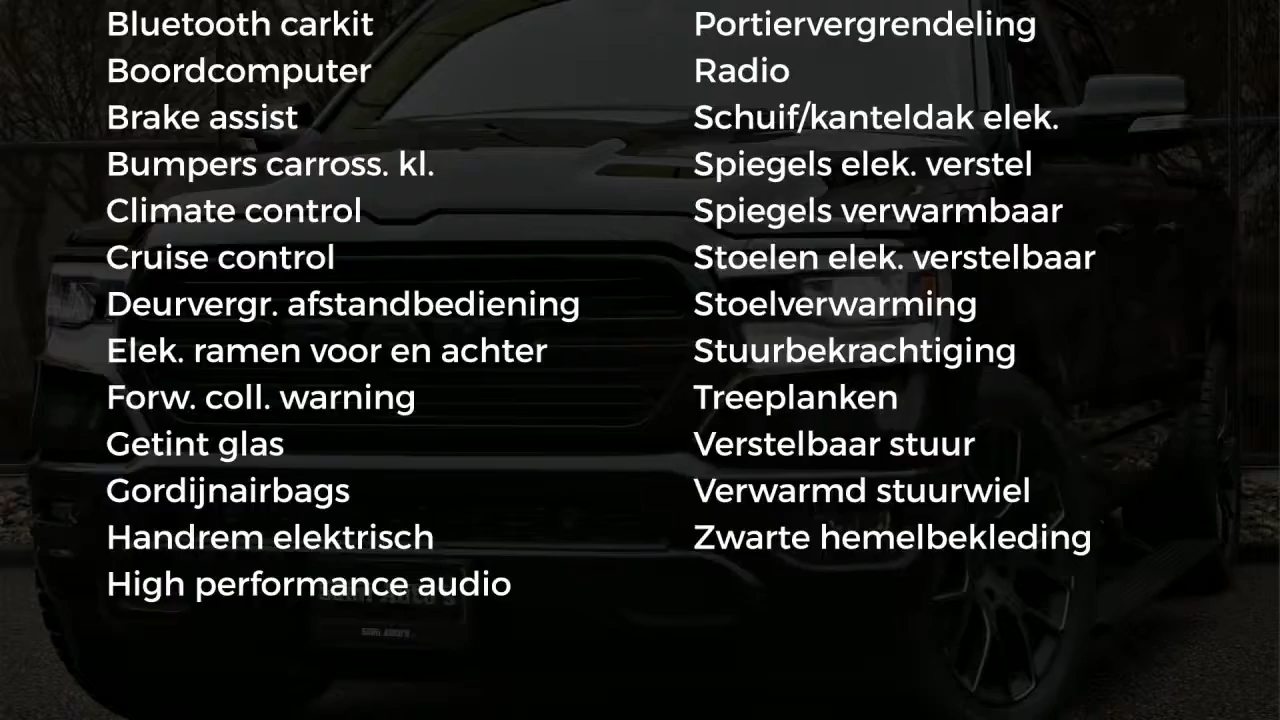 Bluetooth carkit
Boordcomputer
Brake assist
Bumpers carross. kl.
Climate control
Cruise control
Deurvergr. afstandbediening
Elek. ramen voor en achter
Forw. coll. warning
Getint glas
Gordijnairbags
Handrem elektrisch
High performance audio
Portiervergrendeling
Radio
Schuif/kanteldak elek.
Spiegels elek. verstel
Spiegels verwarmbaar
Stoelen elek. verstelbaar
Stoelverwarming
Stuurbekrachtiging
Treeplanken
Verstelbaar stuur
Verwarmd stuurwiel
Zwarte hemelbekleding